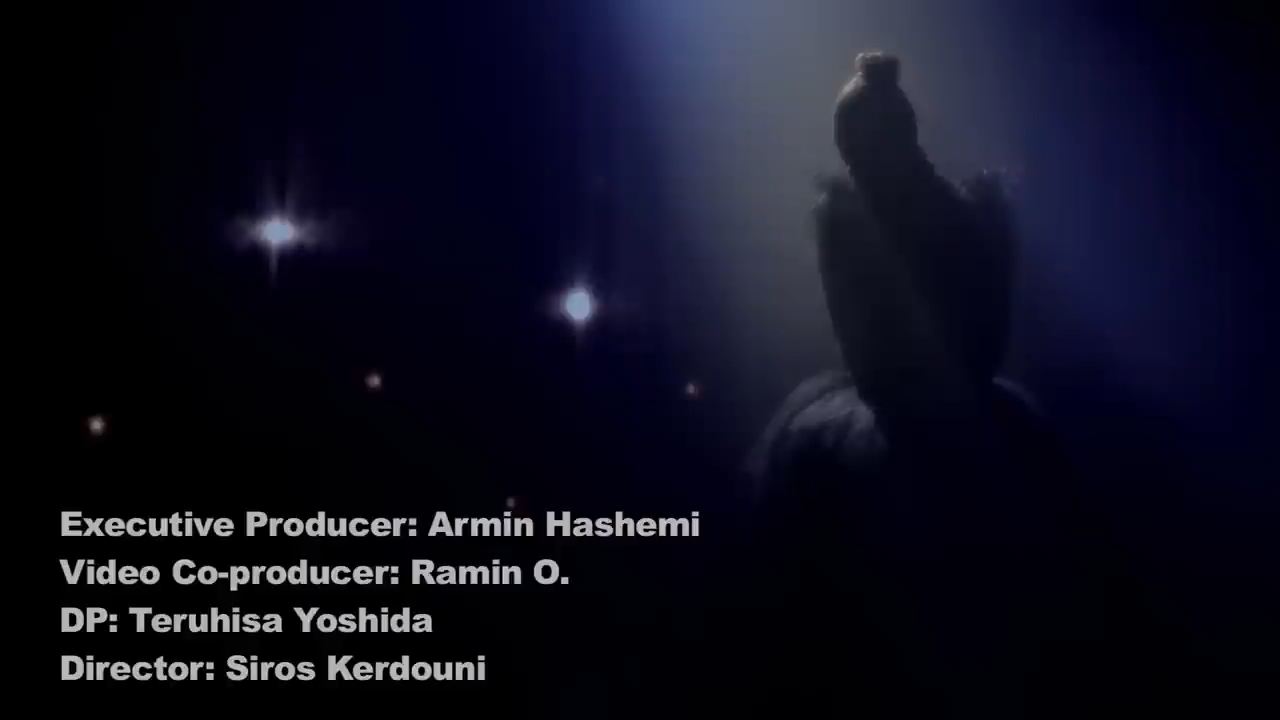 Executive Producer: Armin Hashemi
Video Co-producer: Ramin O.
DP: Teruhisa Yoshida
Director: Siros Kerdouni